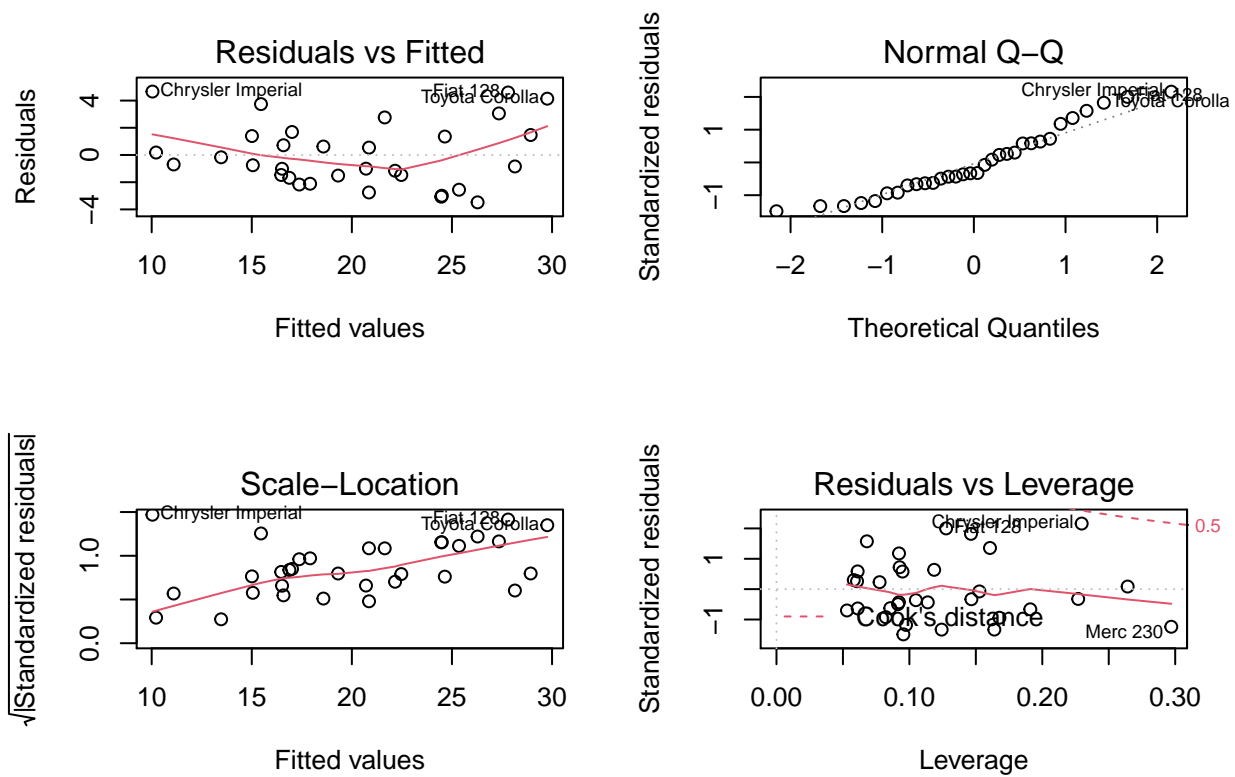 Residuals vs Fitted
Residuals
4
0
−4
Chrysler Imperial
Fiat 128
Toyota Corolla
10 15 20 25 30
Fitted values
Normal Q−Q
Standardized residuals
1
−1
Chrysler Imperial
Fiat 128
Toyota Corolla
−2 −1 0 1 2
Theoretical Quantiles
Scale−Location
√|Standardized residuals|
1.0
0.0
Chrysler Imperial
Fiat 128
Toyota Corolla
10 15 20 25 30
Fitted values
Residuals vs Leverage
Standardized residuals
1
−1
Chrysler Imperial
Fiat 128
0.5
Cook's distance
Merc 230
0.00 0.10 0.20 0.30
Leverage